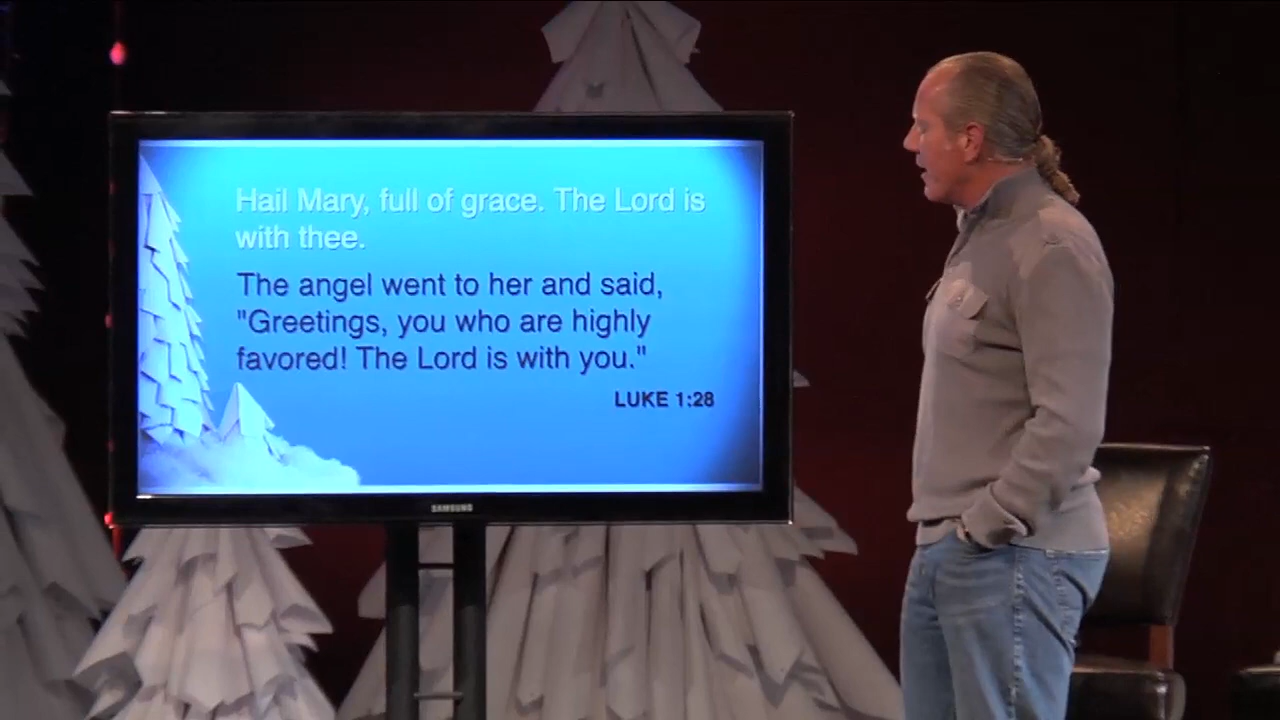 Hail Mary, full of grace. The Lord is
with thee.
The angel went to her and said,
"Greetings, you who are highly
favored! The Lord is with you."
LUKE 1:28
SAMSUNG